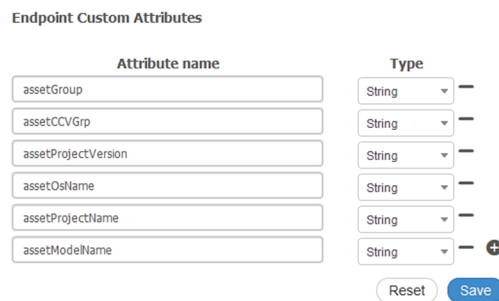 Endpoint Custom Attributes
Attribute name Type
assetGroup String
assetCCVGrp String
assetProjectVersion String
assetOsName String
assetProjectName String
assetModelName String
Reset Save